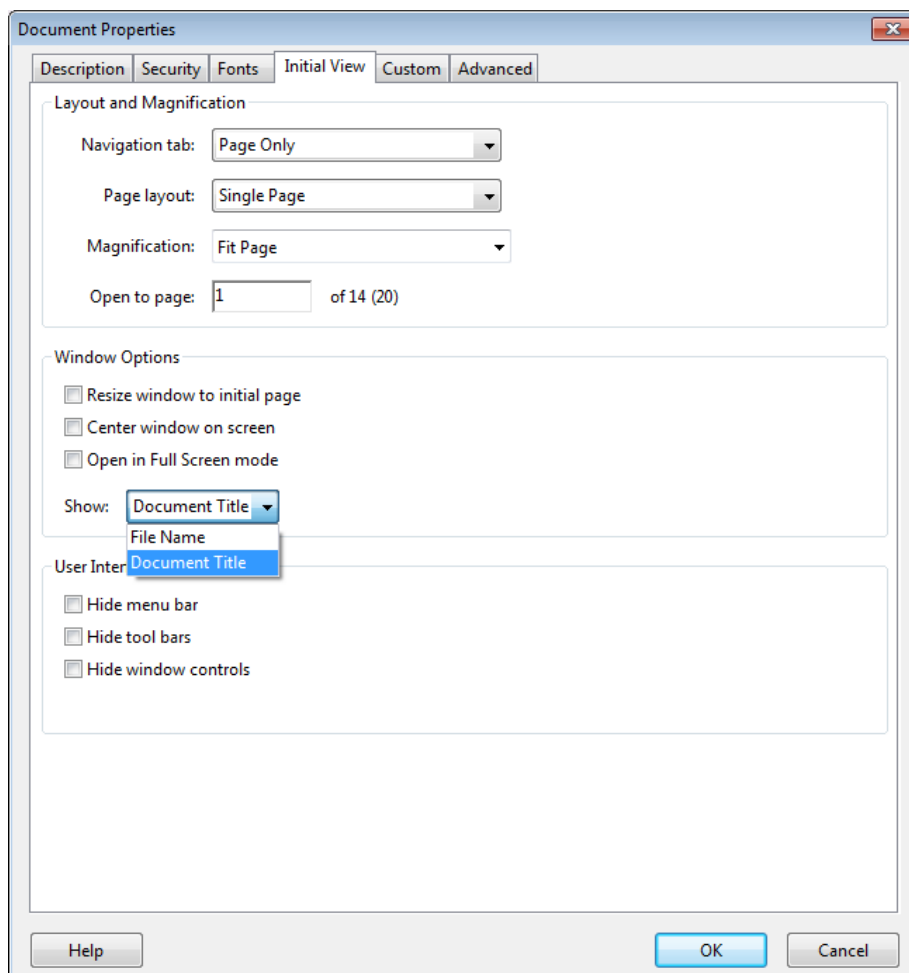 Document Properties
Description Security Fonts Initial View Custom Advanced
Layout and Magnification
Navigation tab: Page Only
Page layout: Single Page
Magnification: Fit Page
Open to page: 1 of 14 (20)
Window Options
Resize window to initial page
Center window on screen
Open in Full Screen mode
Show: Document Title
File Name
Document Title
User Inter
Hide menu bar
Hide tool bars
Hide window controls
Help OK Cancel